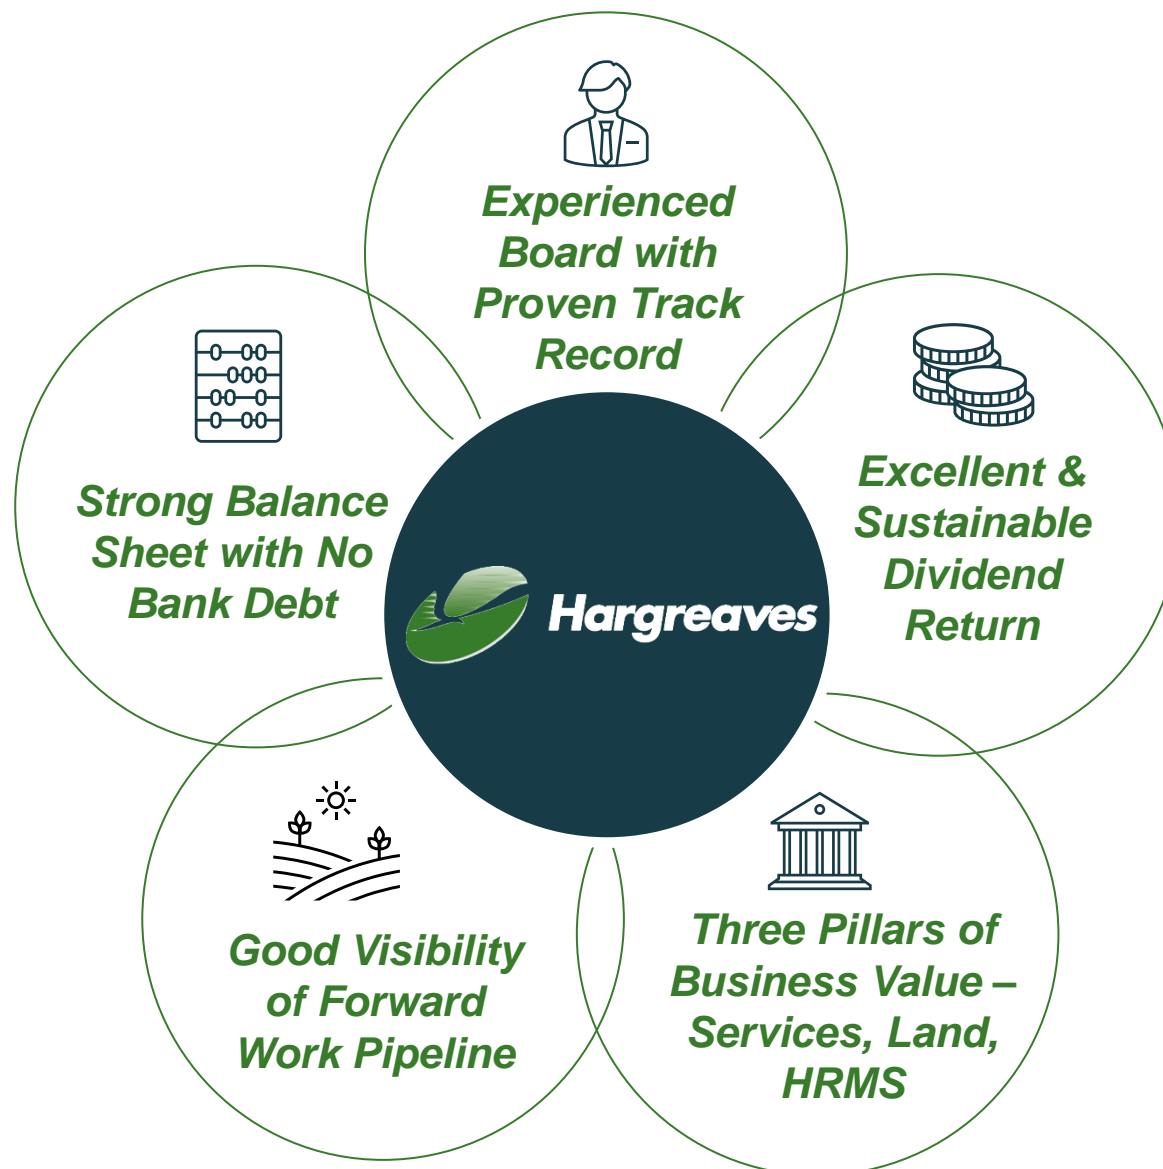 Experienced
Board with
Proven Track
Record
Excellent &
Sustainable
Dividend
Return
Strong Balance
Sheet with No
Bank Debt
Hargreaves
Good Visibility
of Forward
Work Pipeline
Three Pillars of
Business Value –
Services, Land,
HRMS